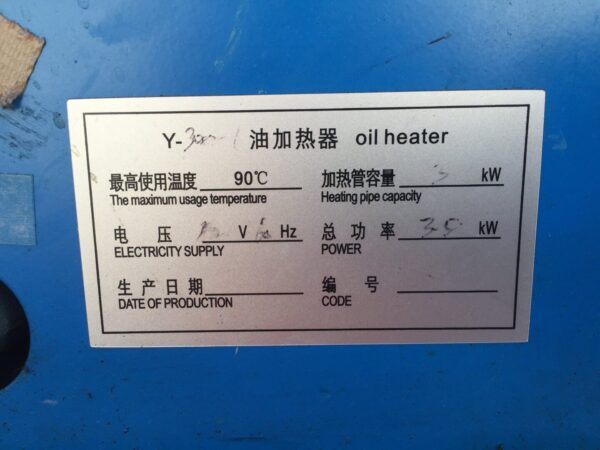 Y- 油加热器 oil heater
最高使用温度 90℃ 加热管容量 kW
The maximum usage temperature Heating pipe capacity
电压 V Hz 总功率 kW
ELECTRICITY SUPPLY POWER
生产日期 编号
DATE OF PRODUCTION CODE